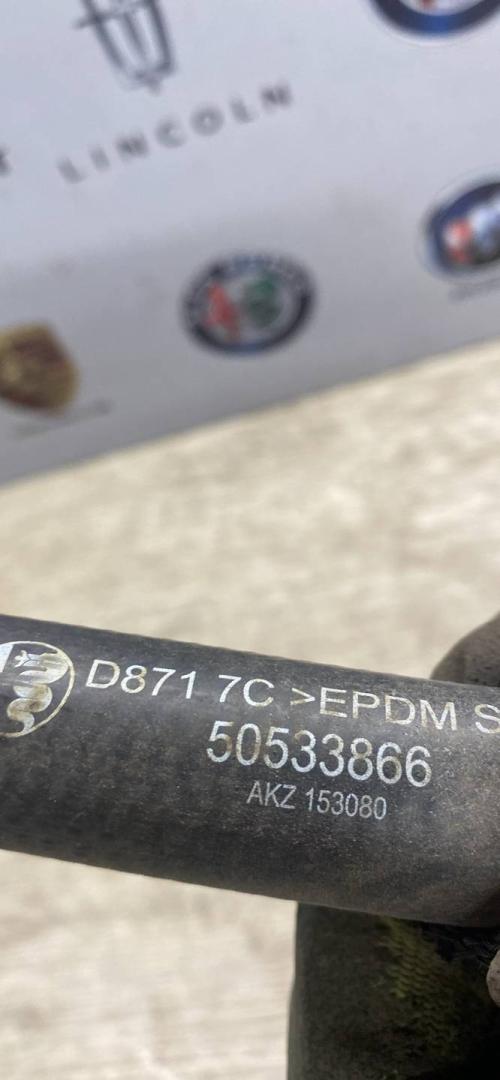 LINCOLN
D871 7C >EPDM S
50533866
AKZ 153080